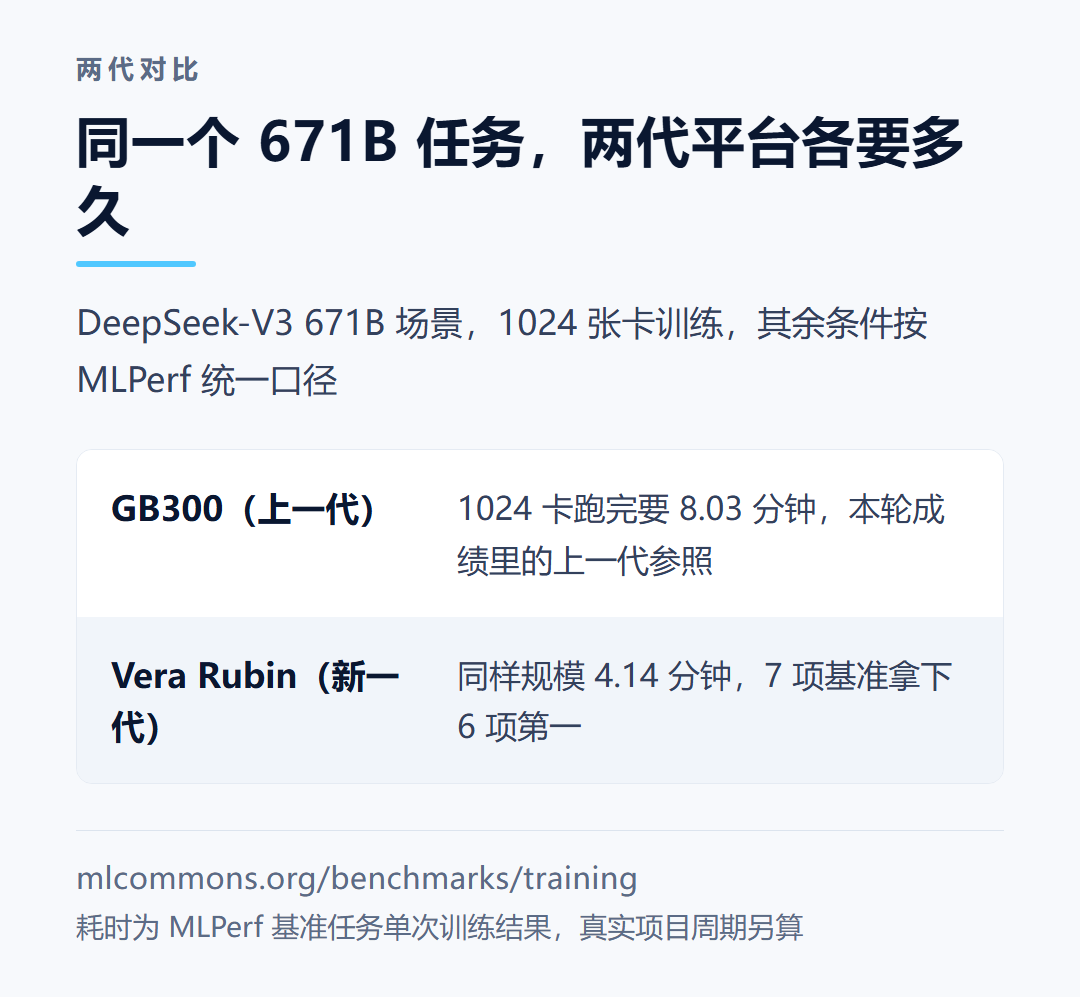 两代对比
同一个 671B 任务，两代平台各要多
久
DeepSeek-V3 671B 场景，1024 张卡训练，其余条件按
MLPerf 统一口径
GB300（上一代）
1024 卡跑完要 8.03 分钟，本轮成
绩里的上一代参照
Vera Rubin（新一
代）
同样规模 4.14 分钟，7 项基准拿下
6 项第一
mlcommons.org/benchmarks/training
耗时为 MLPerf 基准任务单次训练结果，真实项目周期另算